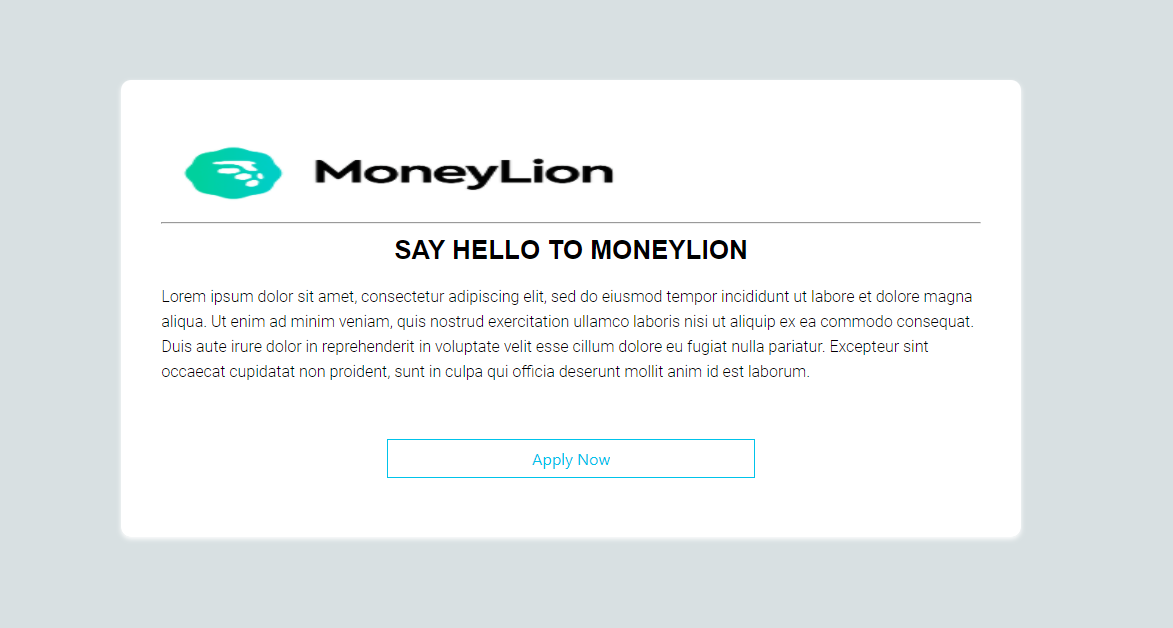 MoneyLion
SAY HELLO TO MONEYLION
Lorem ipsum dolor sit amet, consectetur adipiscing elit, sed do eiusmod tempor incididunt ut labore et dolore magna
aliqua. Ut enim ad minim veniam, quis nostrud exercitation ullamco laboris nisi ut aliquip ex ea commodo consequat.
Duis aute irure dolor in reprehenderit in voluptate velit esse cillum dolore eu fugiat nulla pariatur. Excepteur sint
occaecat cupidatat non proident, sunt in culpa qui officia deserunt mollit anim id est laborum.
Apply Now